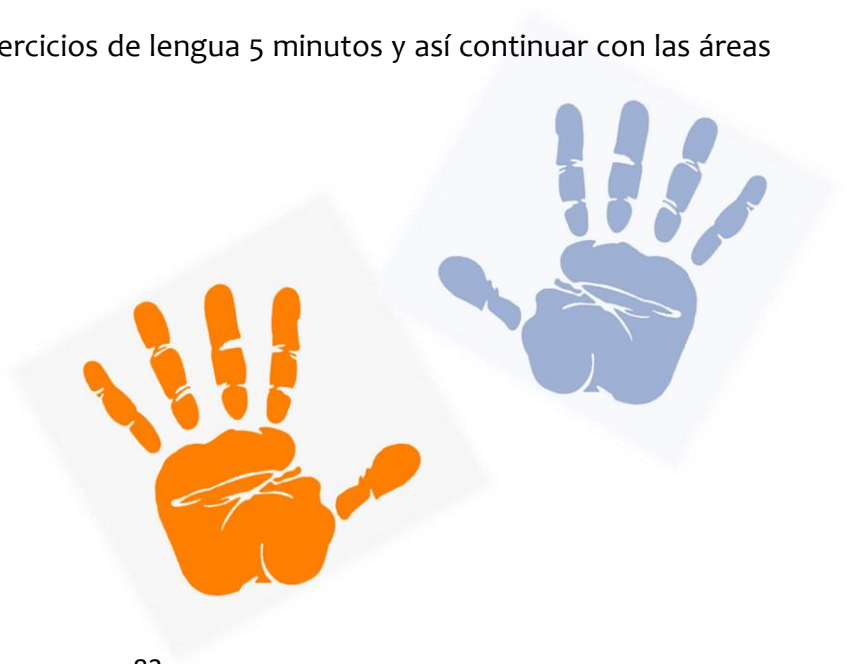 ercicios de lengua 5 minutos y así continuar con las áreas